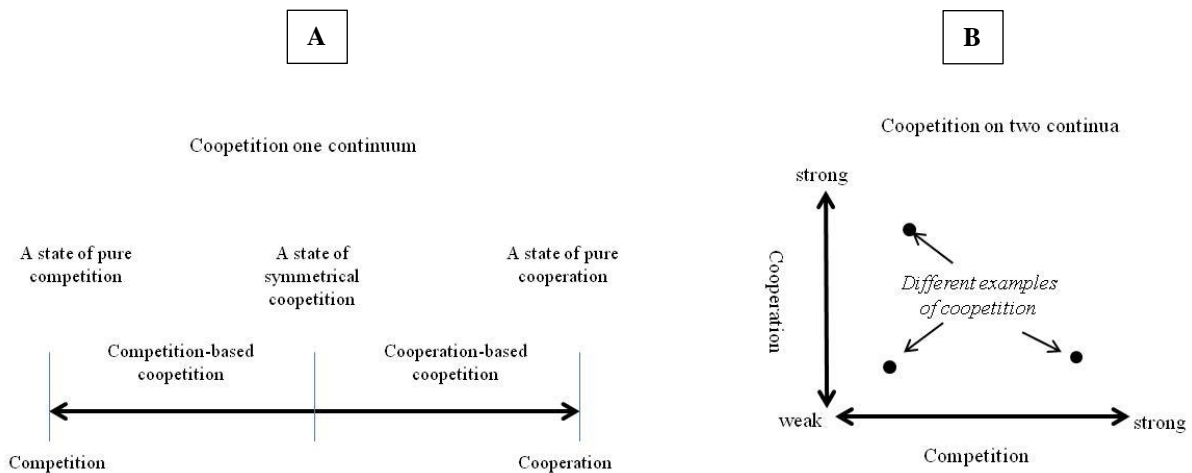 A
Coopetition one continuum
A state of pure
competition
A state of
symmetrical
coopetition
A state of pure
cooperation
Competition-based
coopetition
Cooperation-based
coopetition
Competition
Cooperation
B
Coopetition on two continua
strong
Cooperation
Different examples
of coopetition
weak
strong
Competition